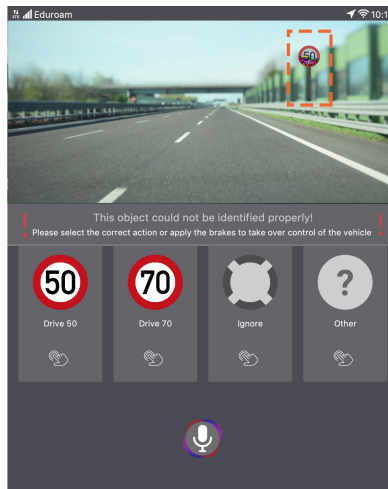 Eduroam
10:1
50
This object could not be identified properly!
Please select the correct action or apply the brakes to take over control of the vehicle
50
70
?
Drive 50
Drive 70
Ignore
Other